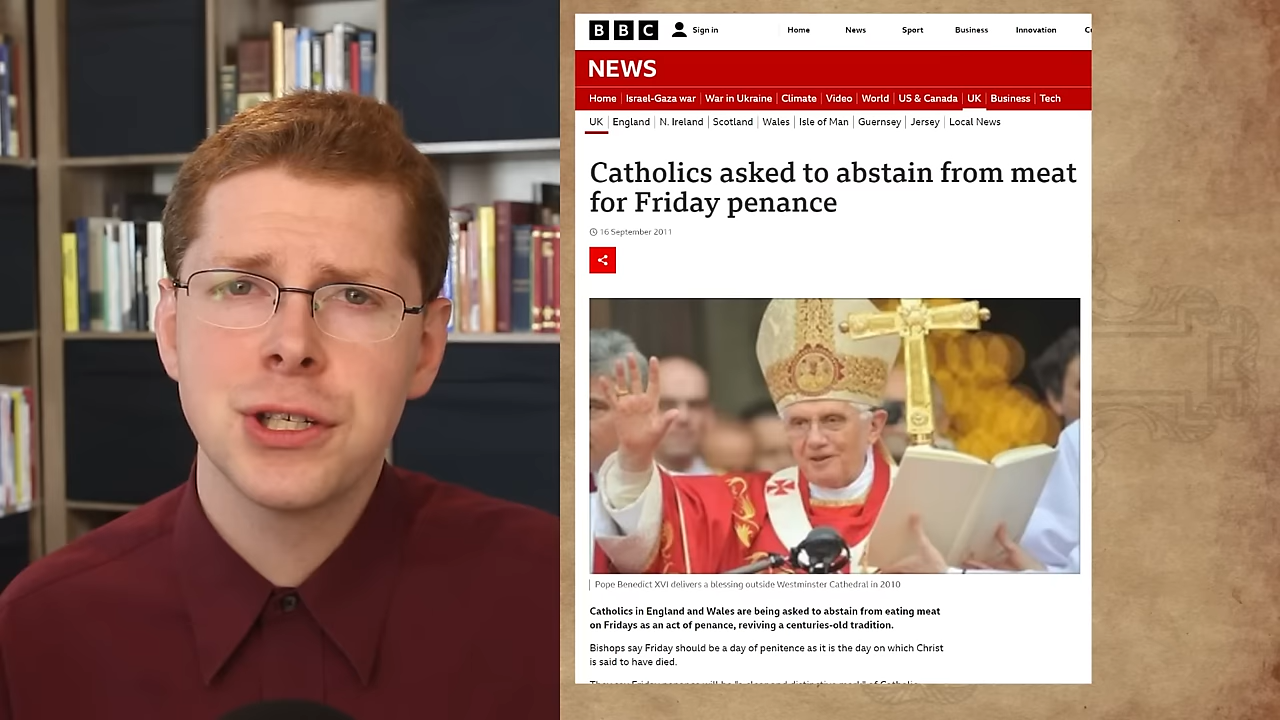 BBC Sign in Home News Sport Business Innovation
NEWS
Home Israel-Gaza war War in Ukraine Climate Video World US & Canada UK Business Tech
UK England N. Ireland Scotland Wales Isle of Man Guernsey Jersey Local News
Catholics asked to abstain from meat
for Friday penance
16 September 2011
Pope Benedict XVI delivers a blessing outside Westminster Cathedral in 2010
Catholics in England and Wales are being asked to abstain from eating meat
on Fridays as an act of penance, reviving a centuries-old tradition.
Bishops say Friday should be a day of penitence as it is the day on which Christ
is said to have died.